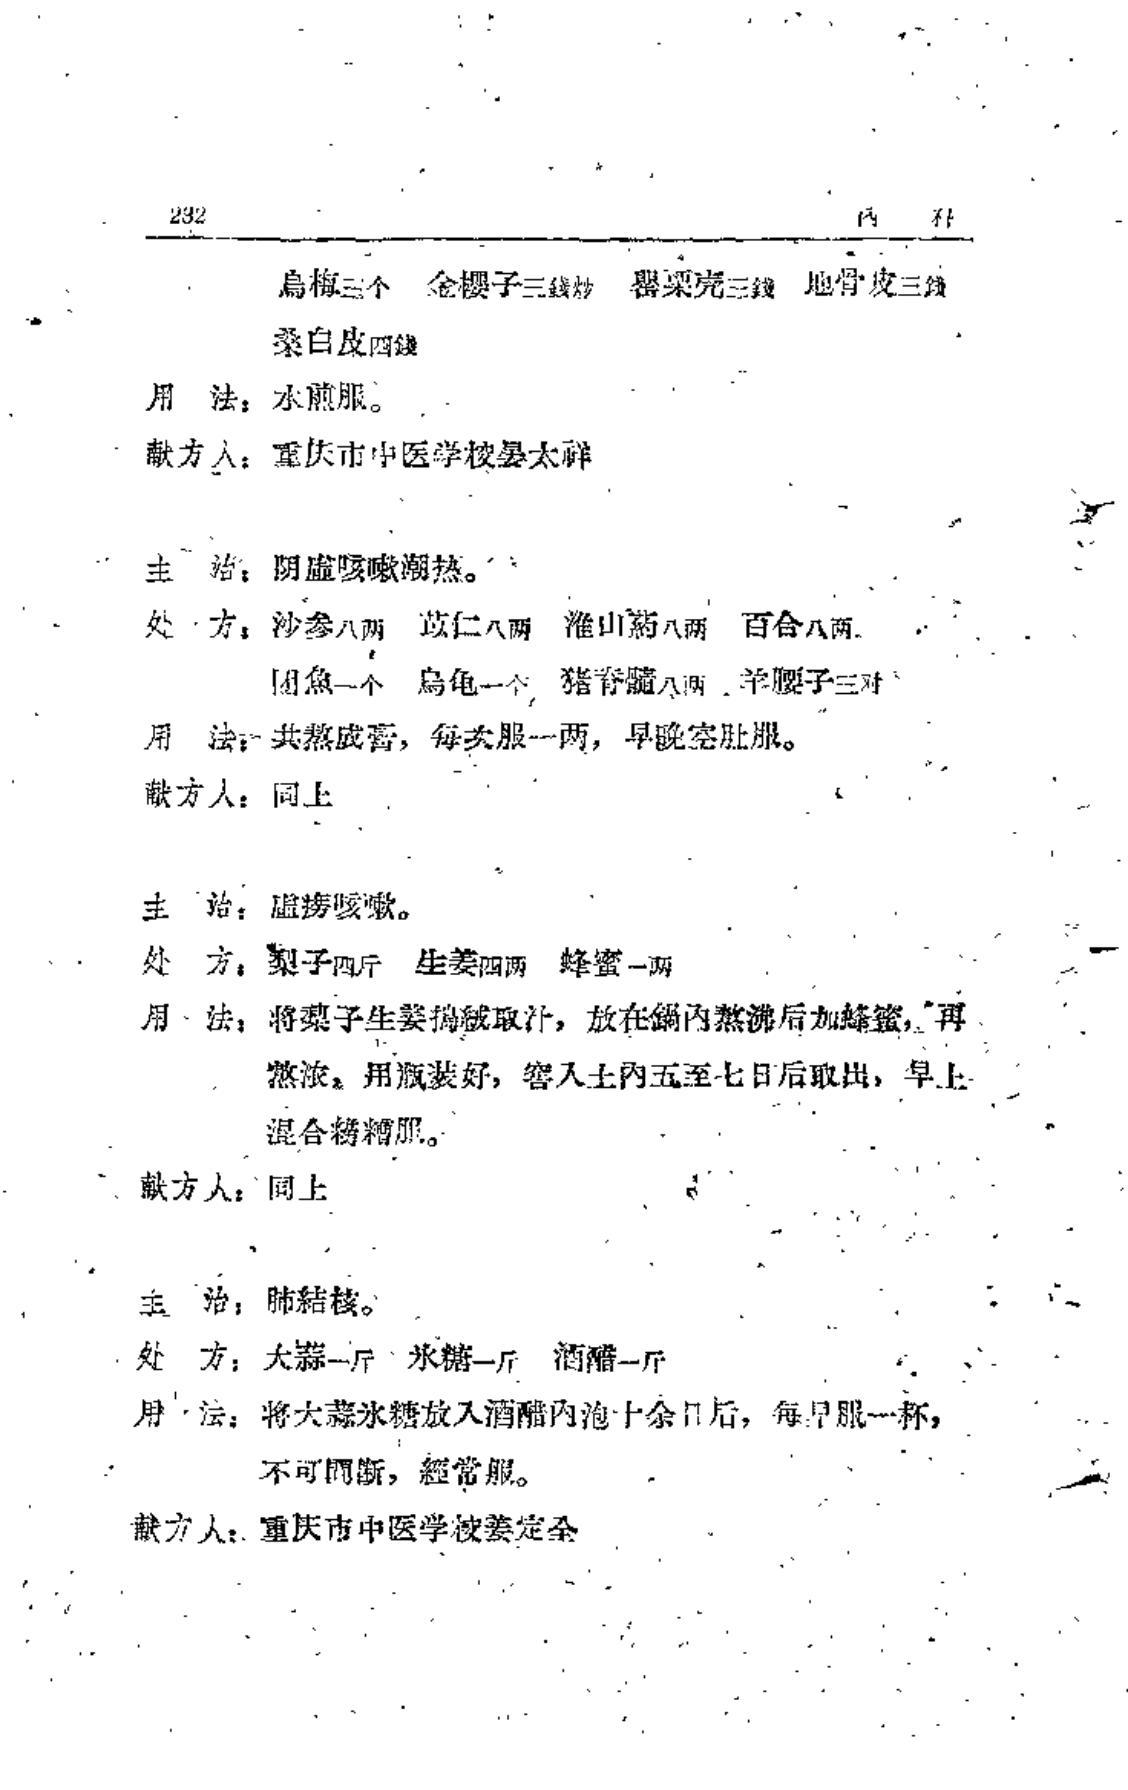 232 内 科
烏梅三个 金櫻子三錢炒 罂粟壳三錢 地骨皮三錢
桑白皮四錢
用 法：水煎服。
献方人：重庆市中医学校晏太祥
主 治：阴虛咳嗽潮热。
处 方：沙参八两 苡仁八两 淮山葯八两 百合八两
团魚一个 烏龟一个 猪脊髓八两 羊腰子三对
用 法：共熬成膏，每次服一两，早晚空肚服。
献方人：同上
主 治：虛痨咳嗽。
处 方：梨子四斤 生姜四两 蜂蜜一两
用 法：将梨子生姜搗絨取汁，放在鍋内熬沸后加蜂蜜，再
熬浓。用瓶装好，窖入土内五至七日后取出，早上
混合糟服。
献方人：同上
主 治：肺結核。
处 方：大蒜一斤 氷糖一斤 酒醋一斤
用 法：将大蒜氷糖放入酒醋内泡十余日后，每早服一杯，
不可間断，經常服。
献方人：重庆市中医学校姜定全